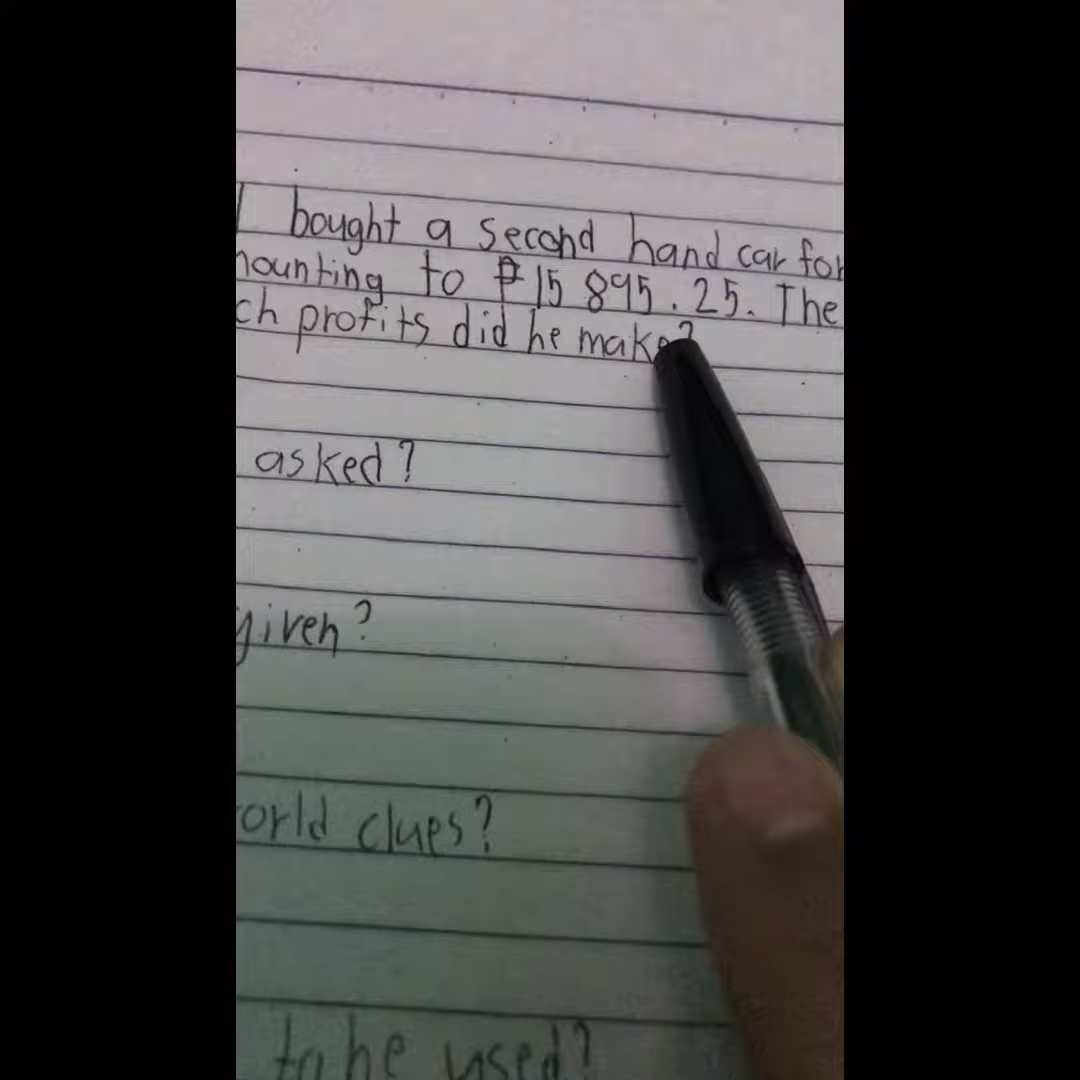 bought a second hand car for
mounting to ₱15 895.25. The
ch profits did he make?
asked?
given?
orld clues?
to be used?